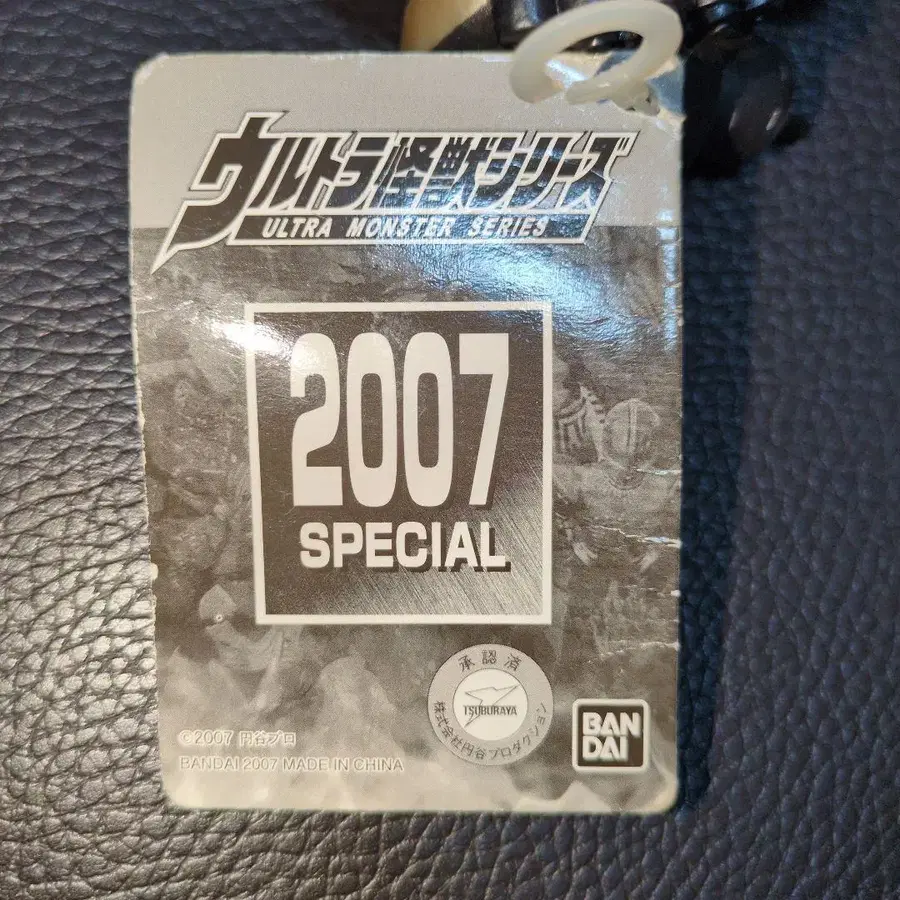 ウルトラ怪獣シリーズ
ULTRA MONSTER SERIES
2007
SPECIAL
承認済
TSUBURAYA
株式会社円谷プロダクション
©2007 円谷プロ
BANDAI 2007 MADE IN CHINA
BAN
DAI